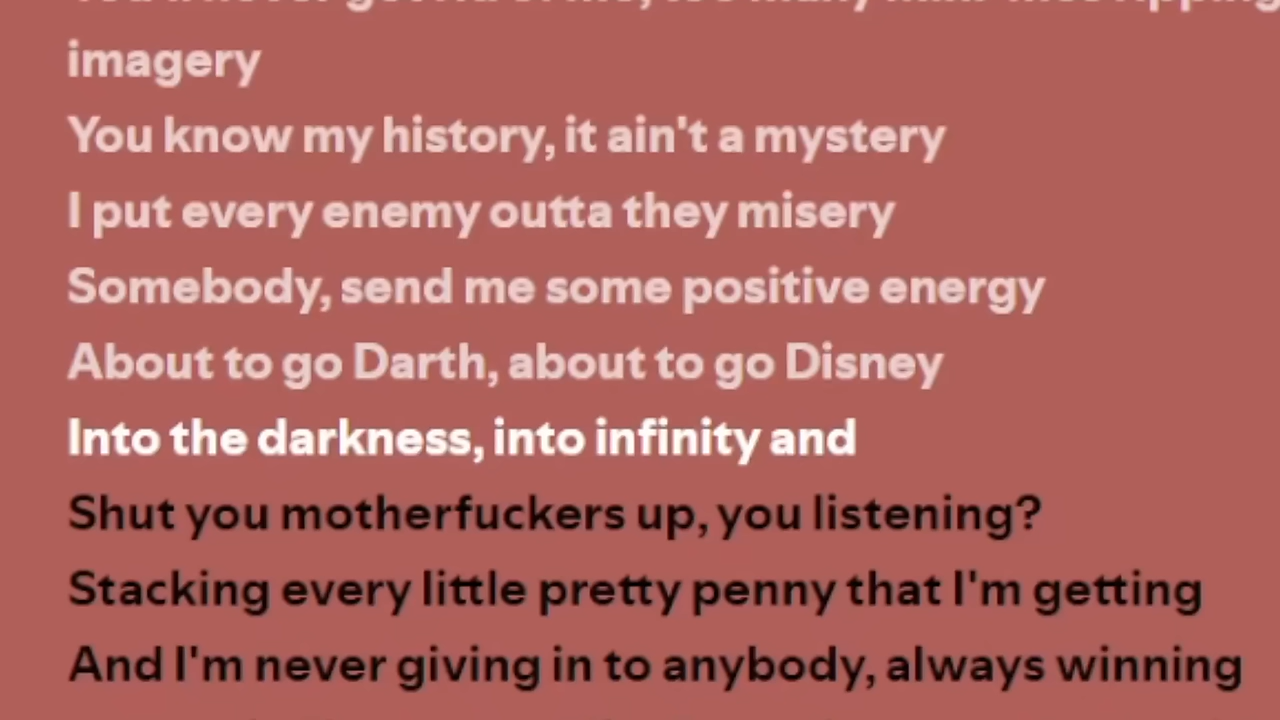 imagery
You know my history, it ain't a mystery
I put every enemy outta they misery
Somebody, send me some positive energy
About to go Darth, about to go Disney
Into the darkness, into infinity and
Shut you motherfuckers up, you listening?
Stacking every little pretty penny that I'm getting
And I'm never giving in to anybody, always winning